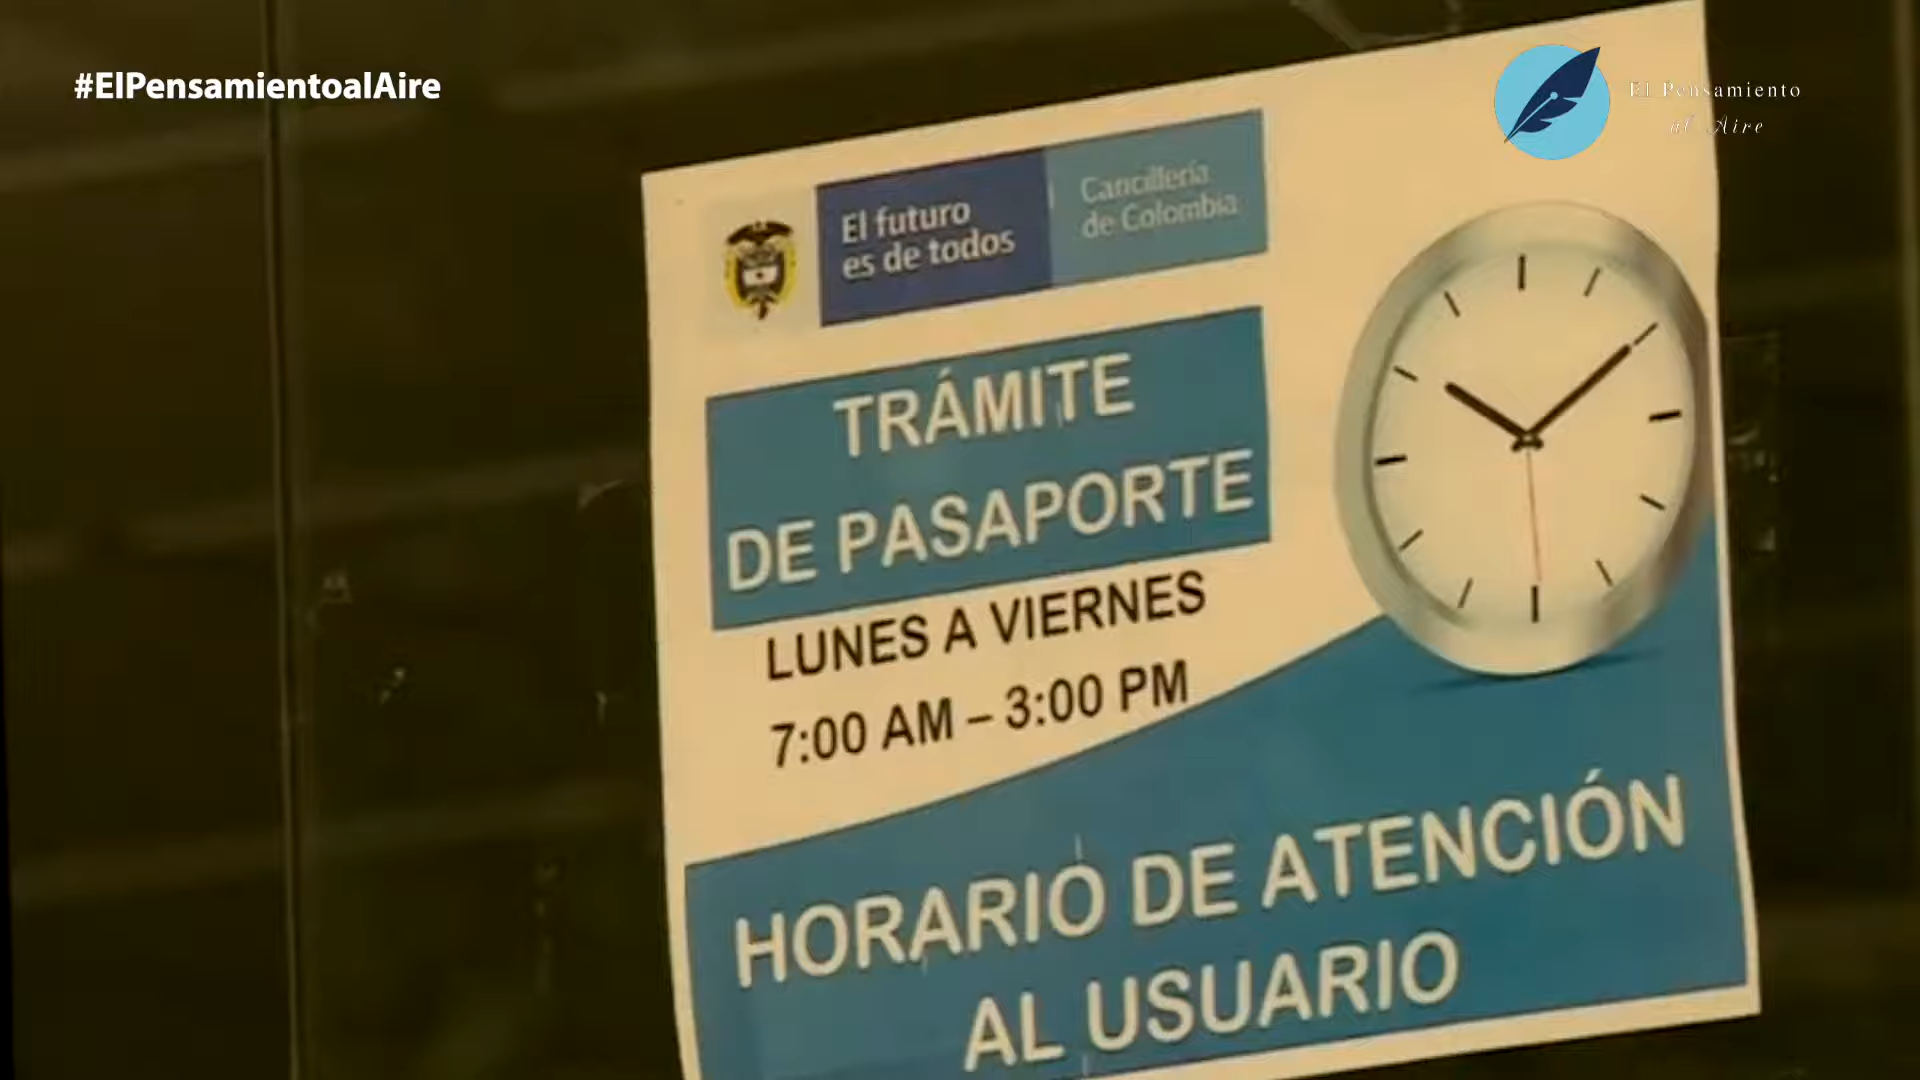 #ElPensamientoalAire
El Pensamiento
al Aire
El futuro
es de todos
Cancillería
de Colombia
TRÁMITE
DE PASAPORTE
LUNES A VIERNES
7:00 AM – 3:00 PM
HORARIO DE ATENCIÓN
AL USUARIO